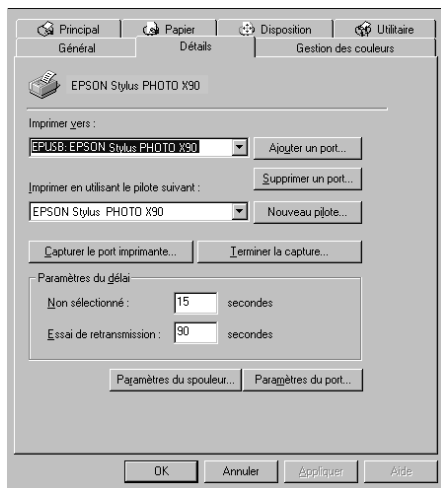 Principal Papier Disposition Utilitaire
Général Détails Gestion des couleurs
EPSON Stylus PHOTO X90
Imprimer vers :
EPUSB: EPSON Stylus PHOTO X90 Ajouter un port...
Supprimer un port...
Imprimer en utilisant le pilote suivant :
EPSON Stylus PHOTO X90 Nouveau pilote...
Capturer le port imprimante... Terminer la capture...
Paramètres du délai
Non sélectionné : 15 secondes
Essai de retransmission : 90 secondes
Paramètres du spouleur... Paramètres du port...
OK Annuler Appliquer Aide